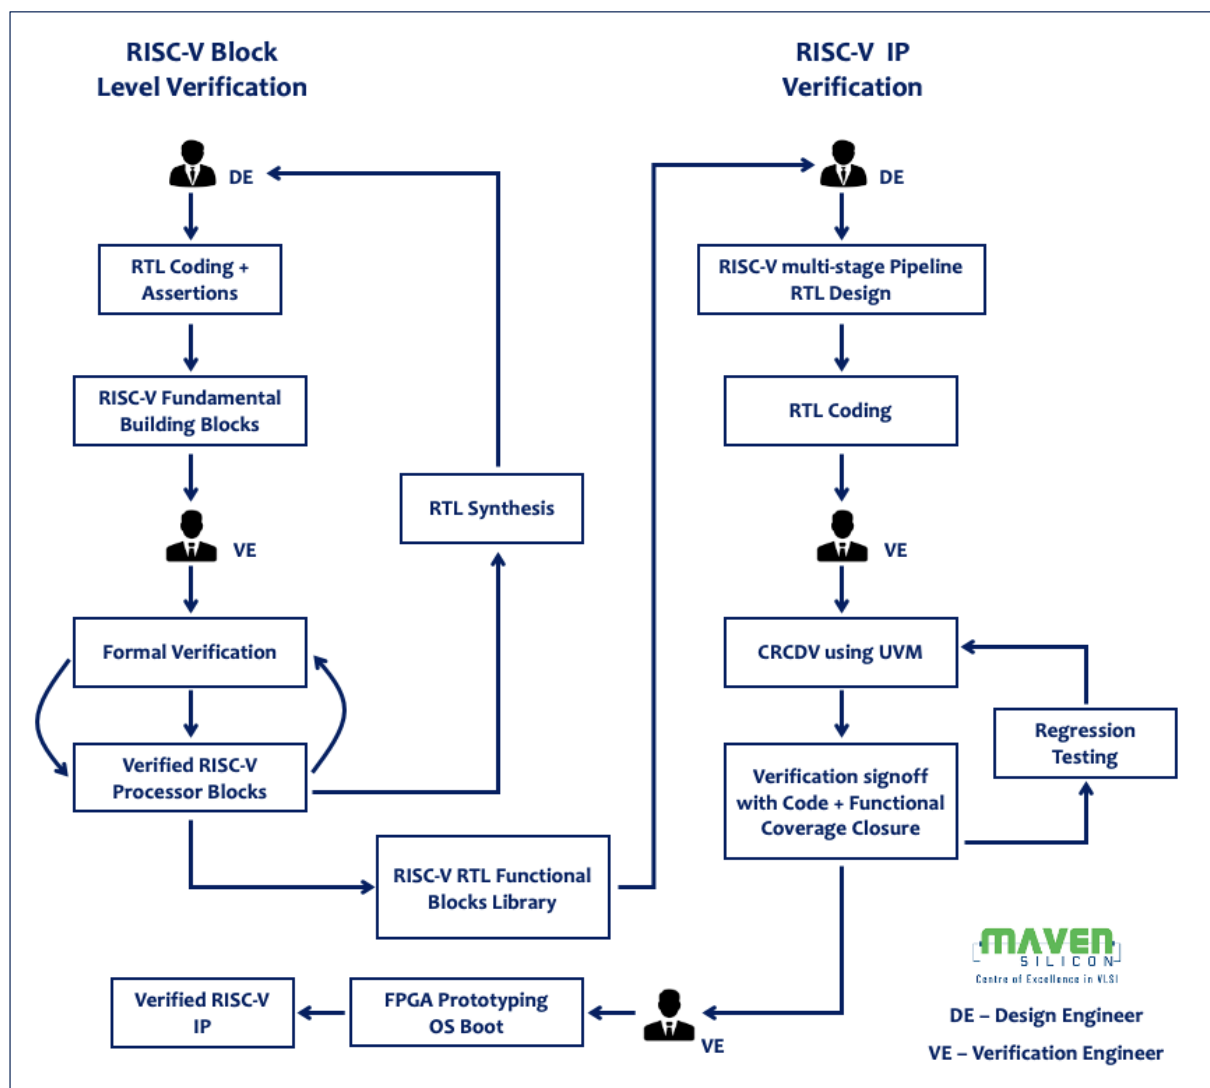 RISC-V Block
Level Verification
DE
RTL Coding +
Assertions
RISC-V Fundamental
Building Blocks
VE
RTL Synthesis
Formal Verification
Verified RISC-V
Processor Blocks
RISC-V RTL Functional
Blocks Library
RISC-V IP
Verification
DE
RISC-V multi-stage Pipeline
RTL Design
RTL Coding
VE
CRCDV using UVM
Regression
Testing
Verification signoff
with Code + Functional
Coverage Closure
VE
FPGA Prototyping
OS Boot
Verified RISC-V
IP
MAVEN
SILICON
Centre of Excellence in VLSI
DE – Design Engineer
VE – Verification Engineer